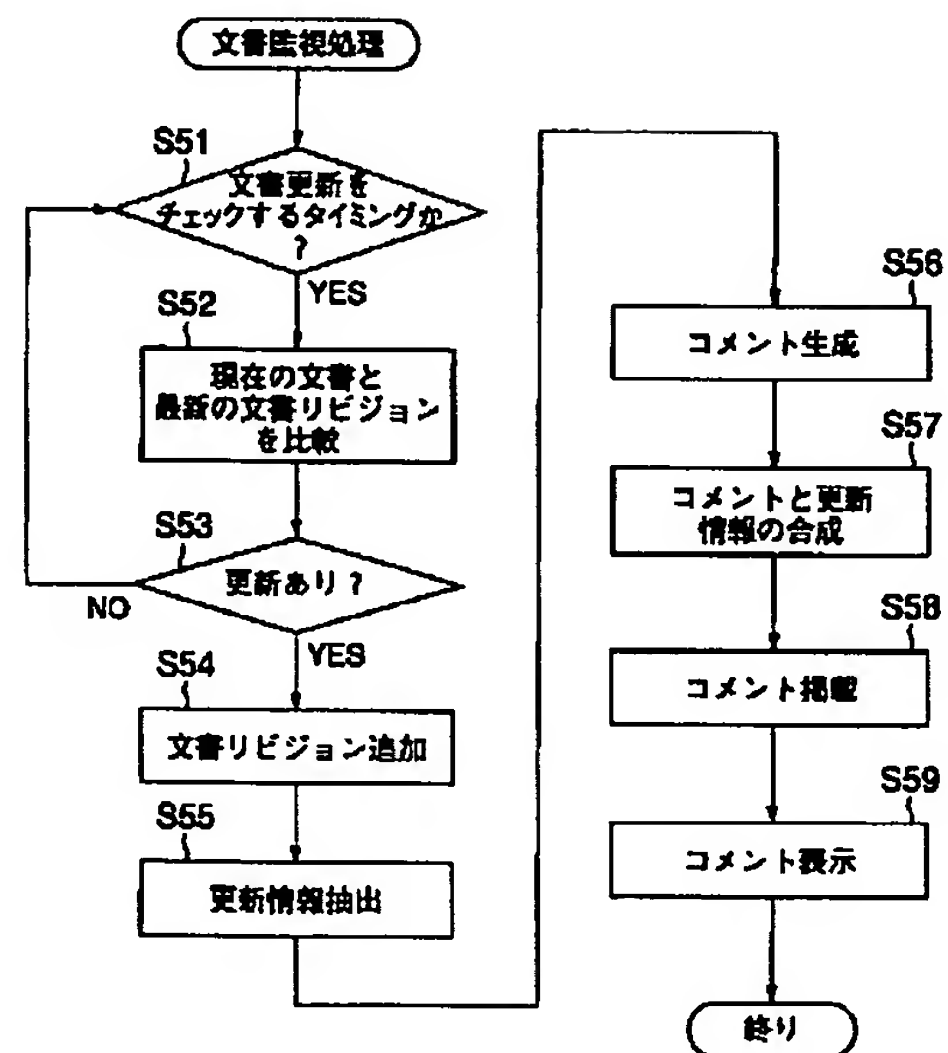 文書監視処理
S51
文書更新を
チェックするタイミングか
?
YES
S52
現在の文書と
最新の文書リビジョン
を比較
S53
更新あり?
NO
YES
S54
文書リビジョン追加
S55
更新情報抽出
S56
コメント生成
S57
コメントと更新
情報の合成
S58
コメント掲載
S59
コメント表示
終り